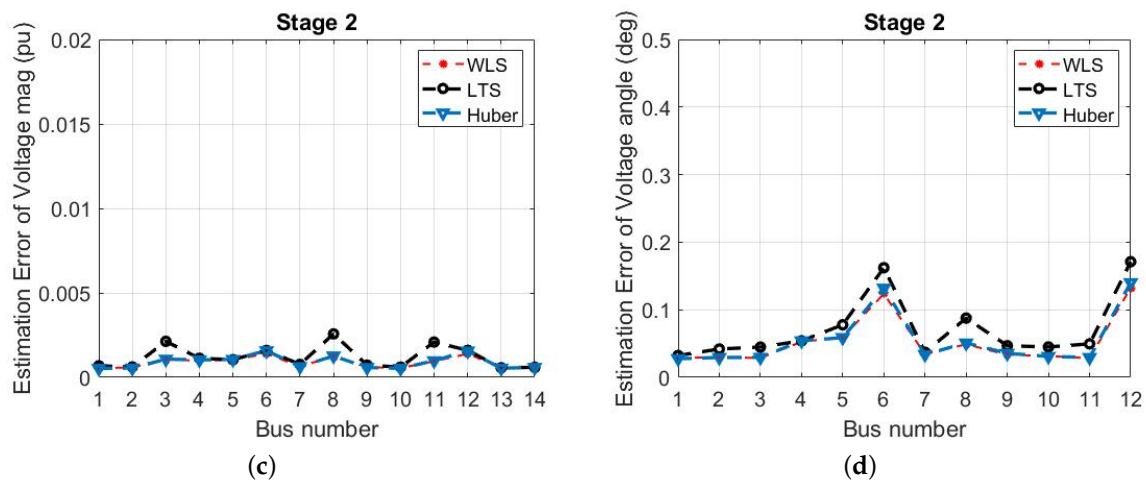 Stage 2
Estimation Error of Voltage mag (pu)
0.02
0.015
0.01
0.005
0
WLS
LTS
Huber
1 2 3 4 5 6 7 8 9 10 11 12 13 14
Bus number
(c)
Stage 2
Estimation Error of Voltage angle (deg)
0.5
0.4
0.3
0.2
0.1
0
WLS
LTS
Huber
1 2 3 4 5 6 7 8 9 10 11 12
Bus number
(d)